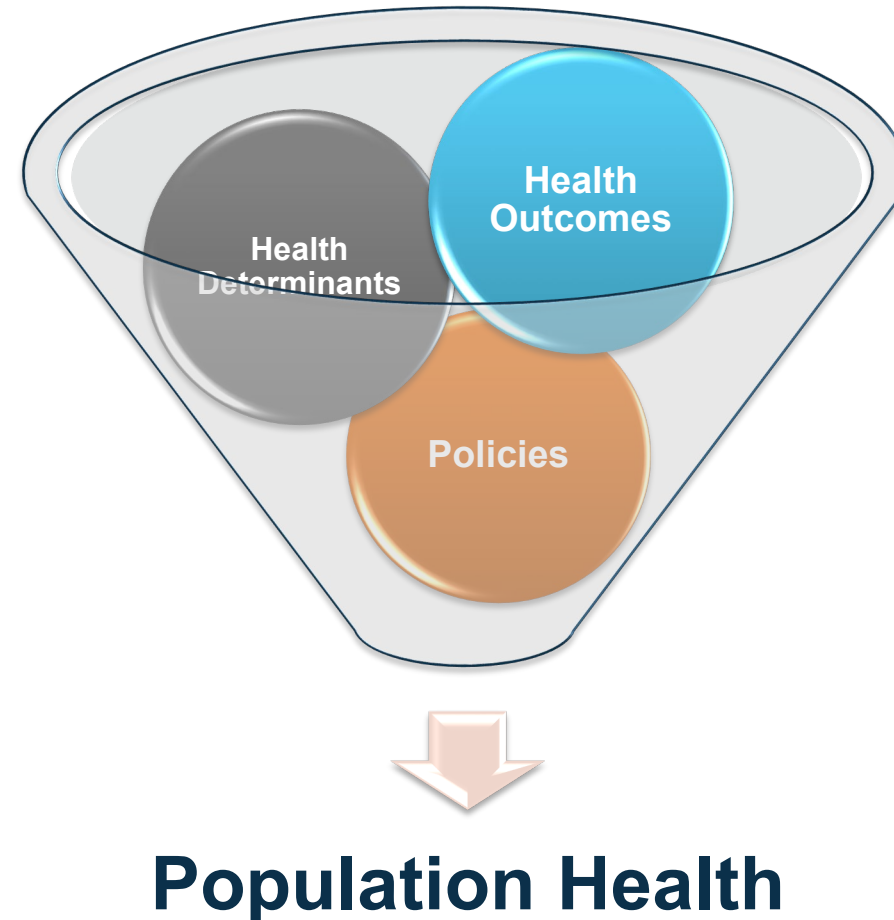 Health
Outcomes
Health
Determinants
Policies
Population Health